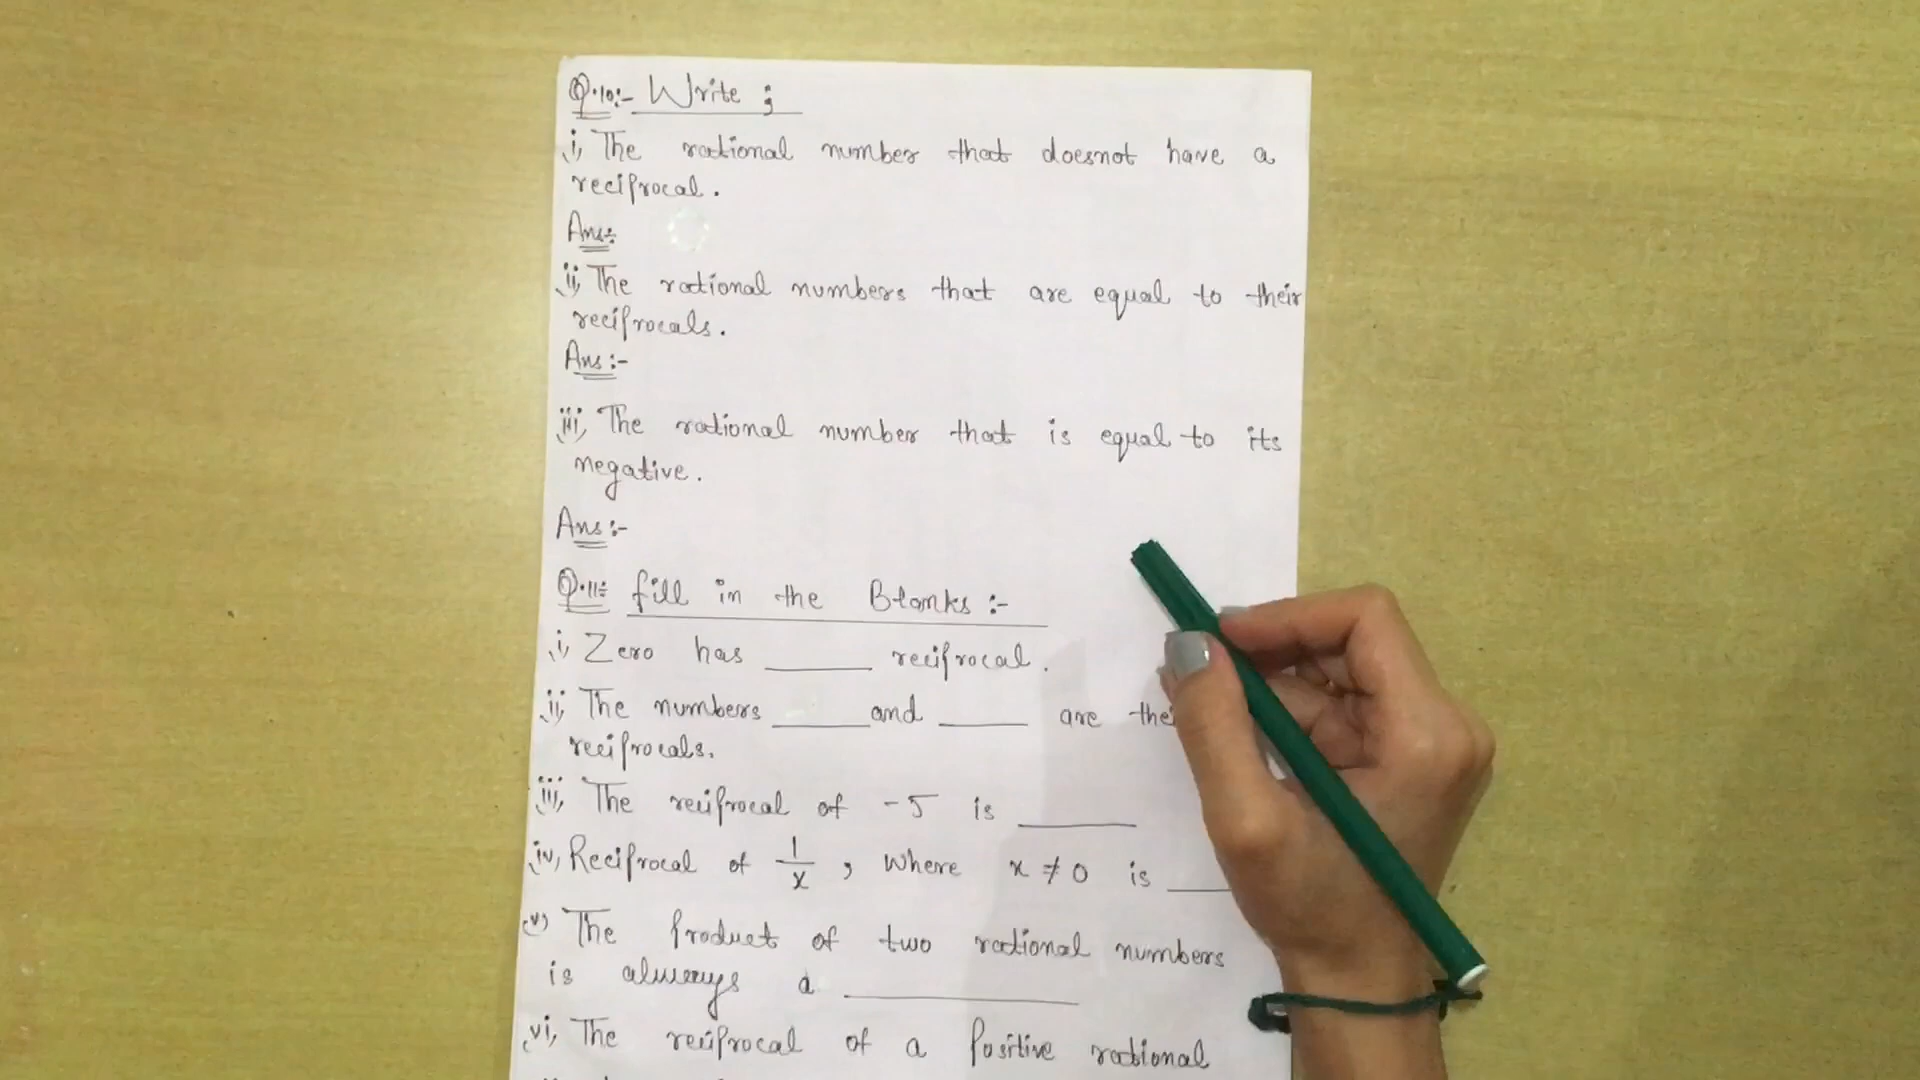 Q.10:- Write ;
i, The rational number that doesnot have a
reciprocal.
Ans:-
ii, The rational numbers that are equal to their
reciprocals.
Ans:-
iii, The rational number that is equal to its
negative.
Ans:-
Q.11:- fill in the Blanks :-
i, Zero has ______ reciprocal.
ii, The numbers ______ and ______ are
reciprocals.
iii, The reciprocal of -5 is ______
iv, Reciprocal of 1/x , where x ≠ 0 is ____
v) The Product of two rational numbers
is always a ____________
vi, The reciprocal of a Positive rational